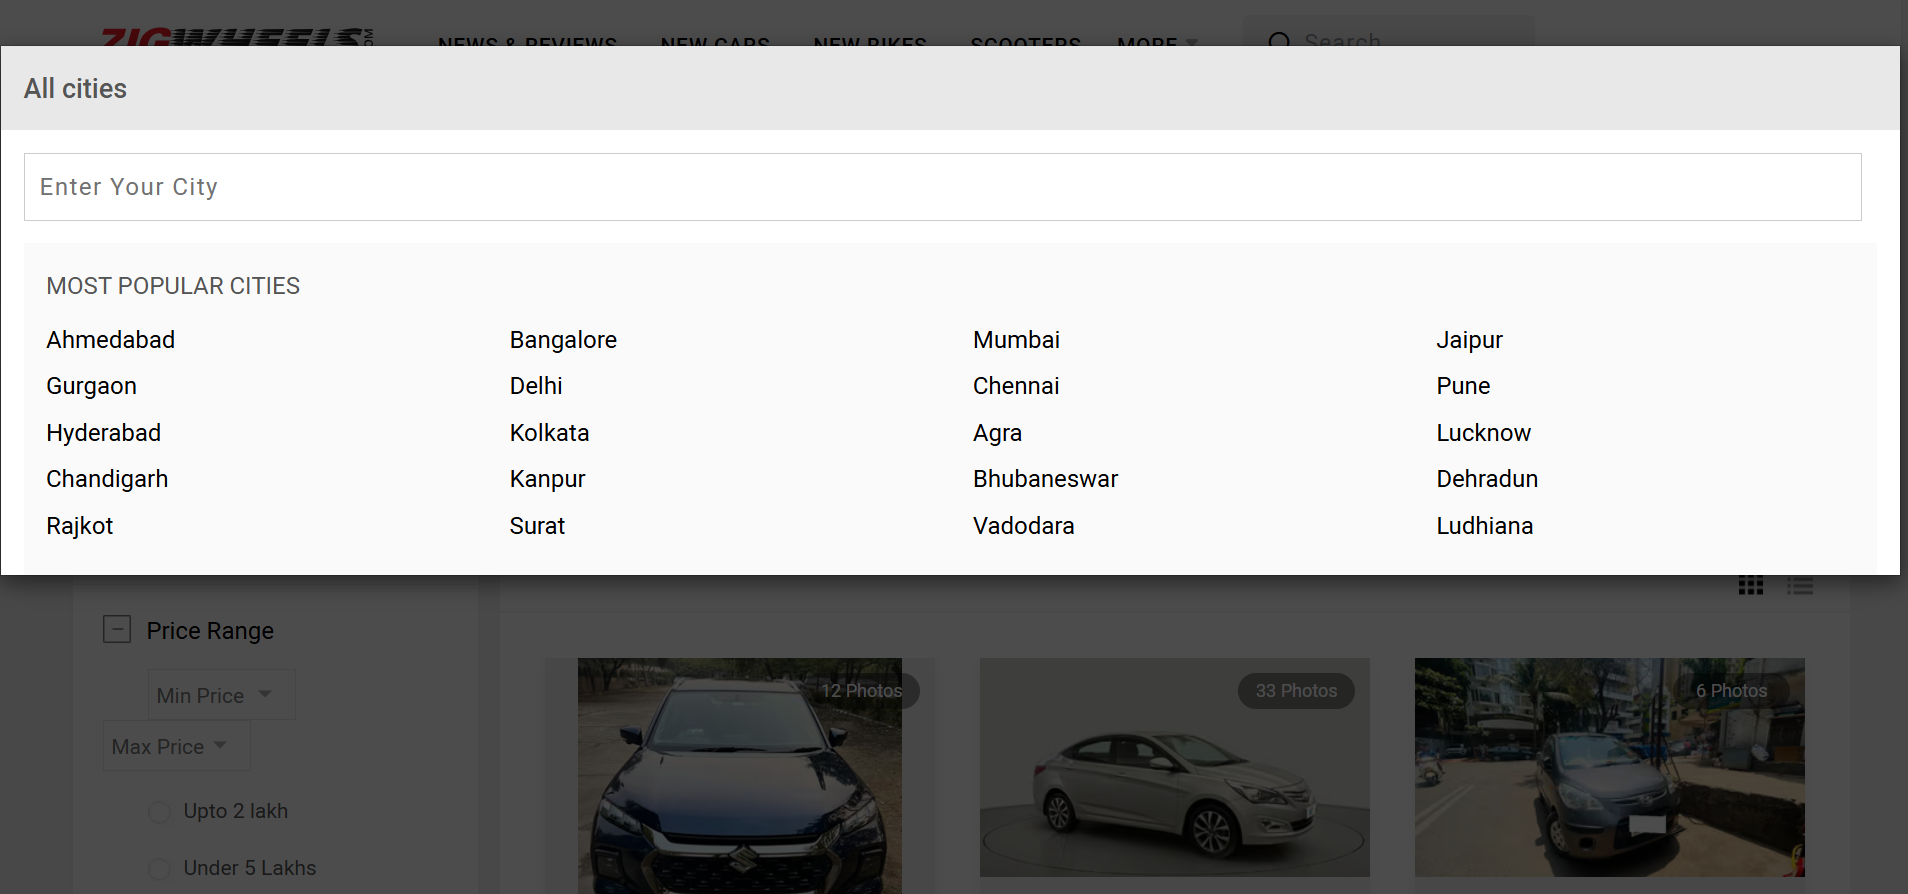 ZIGWHEELS.COM
NEWS & REVIEWS NEW CARS NEW BIKES SCOOTERS MORE Search
All cities
Enter Your City
MOST POPULAR CITIES
Ahmedabad Bangalore Mumbai Jaipur
Gurgaon Delhi Chennai Pune
Hyderabad Kolkata Agra Lucknow
Chandigarh Kanpur Bhubaneswar Dehradun
Rajkot Surat Vadodara Ludhiana
Price Range
Min Price
Max Price
Upto 2 lakh
Under 5 Lakhs
12 Photos
33 Photos
6 Photos